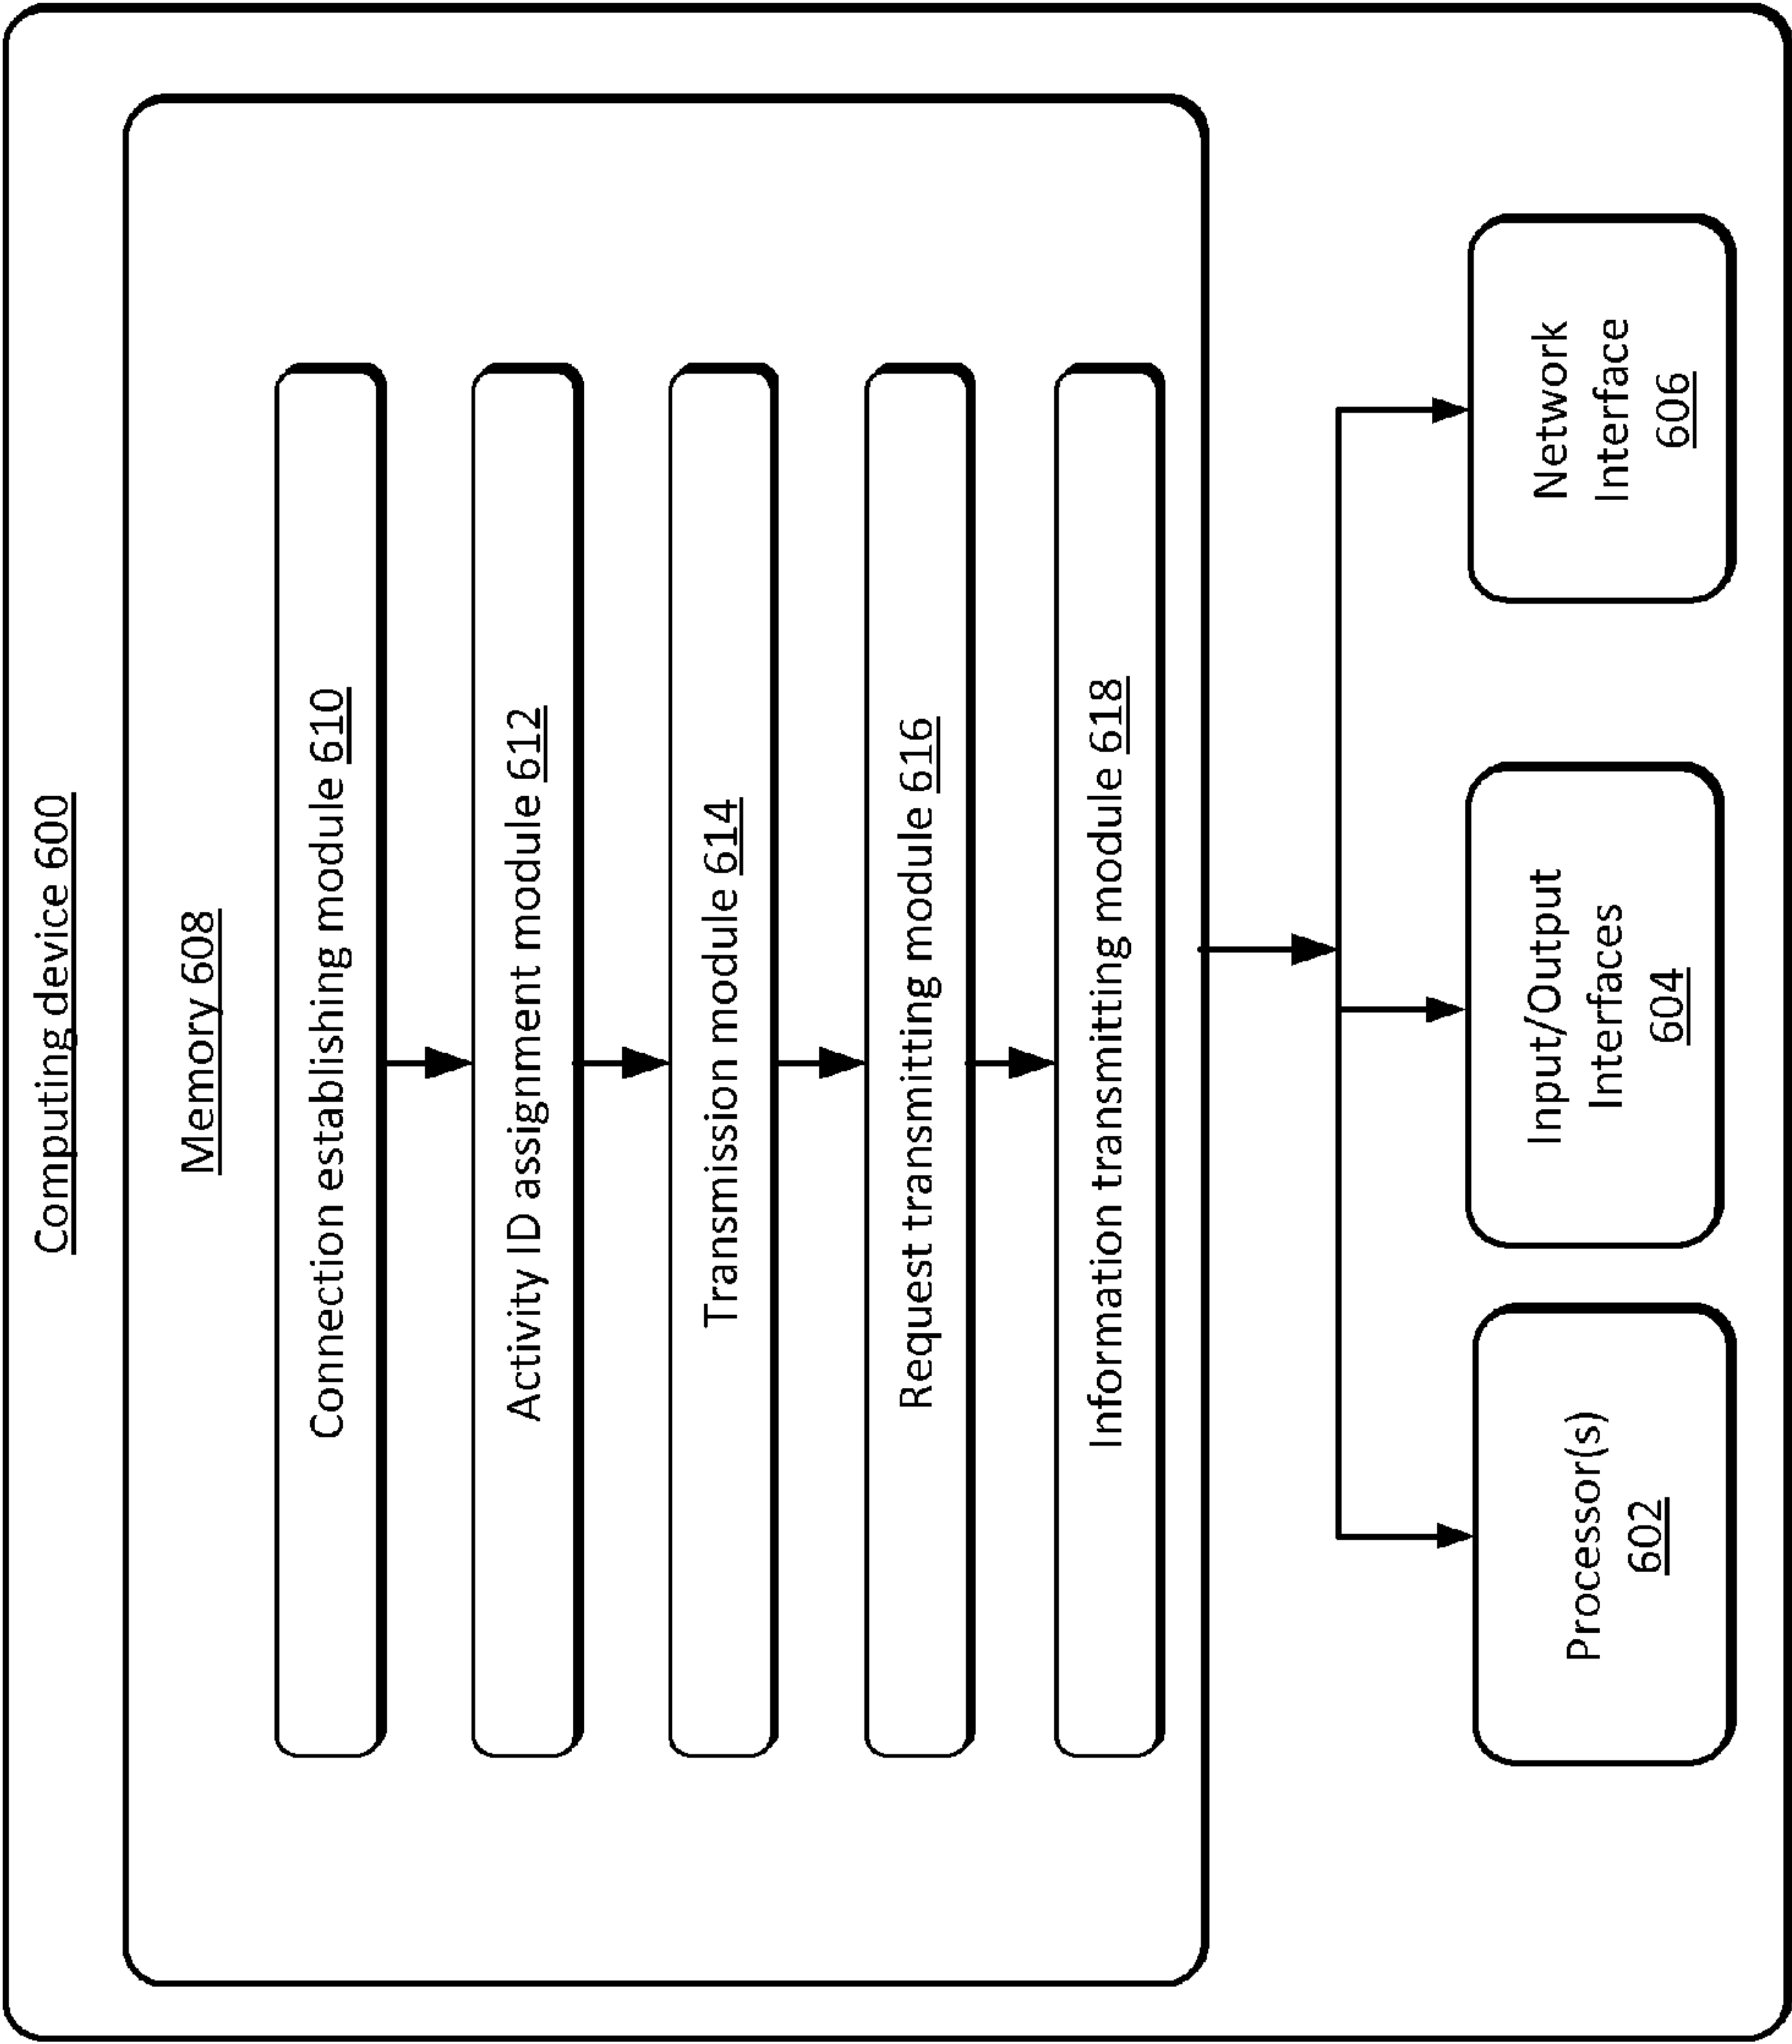 Computing device 600
Memory 608
Connection establishing module 610
Activity ID assignment module 612
Transmission module 614
Request transmitting module 616
Information transmitting module 618
Processor(s)
602
Input/Output
Interfaces
604
Network
Interface
606